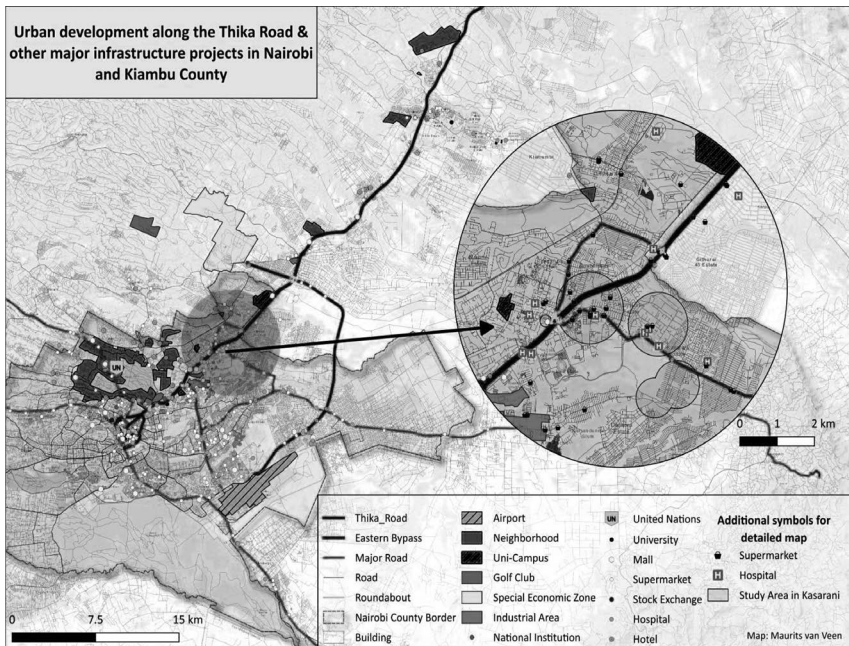 Urban development along the Thika Road &
other major infrastructure projects in Nairobi
and Kiambu County
UN
H
H
H
H
H
H
H
0 1 2 km
0 7.5 15 km
Thika_Road
Eastern Bypass
Major Road
Road
Roundabout
Nairobi County Border
Building
Airport
Neighborhood
Uni-Campus
Golf Club
Special Economic Zone
Industrial Area
National Institution
UN United Nations
University
Mall
Supermarket
Stock Exchange
Hospital
Hotel
Additional symbols for
detailed map
Supermarket
H Hospital
Study Area in Kasarani
Map: Maurits van Veen